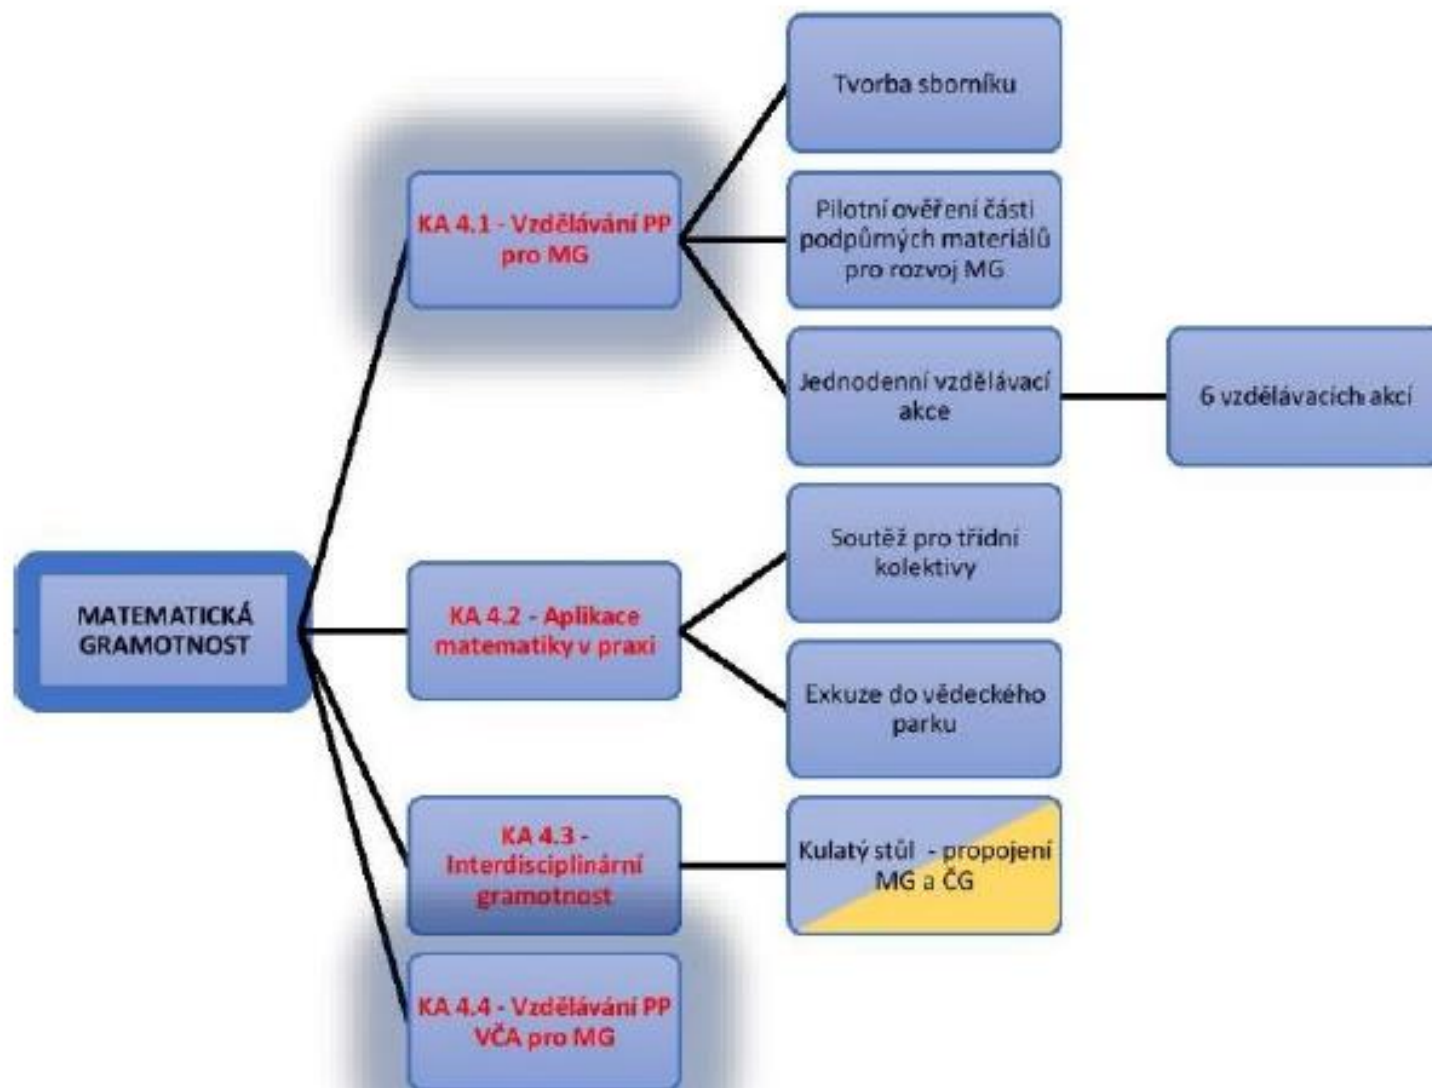 Tvorba sborníku
KA 4.1 - Vzdělávání PP
pro MG
Pilotní ověření části
podpůrných materiálů
pro rozvoj MG
Jednodenní vzdělávací
akce
6 vzdělávacích akcí
MATEMATICKÁ
GRAMOTNOST
KA 4.2 - Aplikace
matematiky v praxi
Soutěž pro třídní
kolektivy
Exkuze do vědeckého
parku
KA 4.3 -
Interdisciplinární
gramotnost
Kulatý stůl - propojení
MG a ČG
KA 4.4 - Vzdělávání PP
VČA pro MG